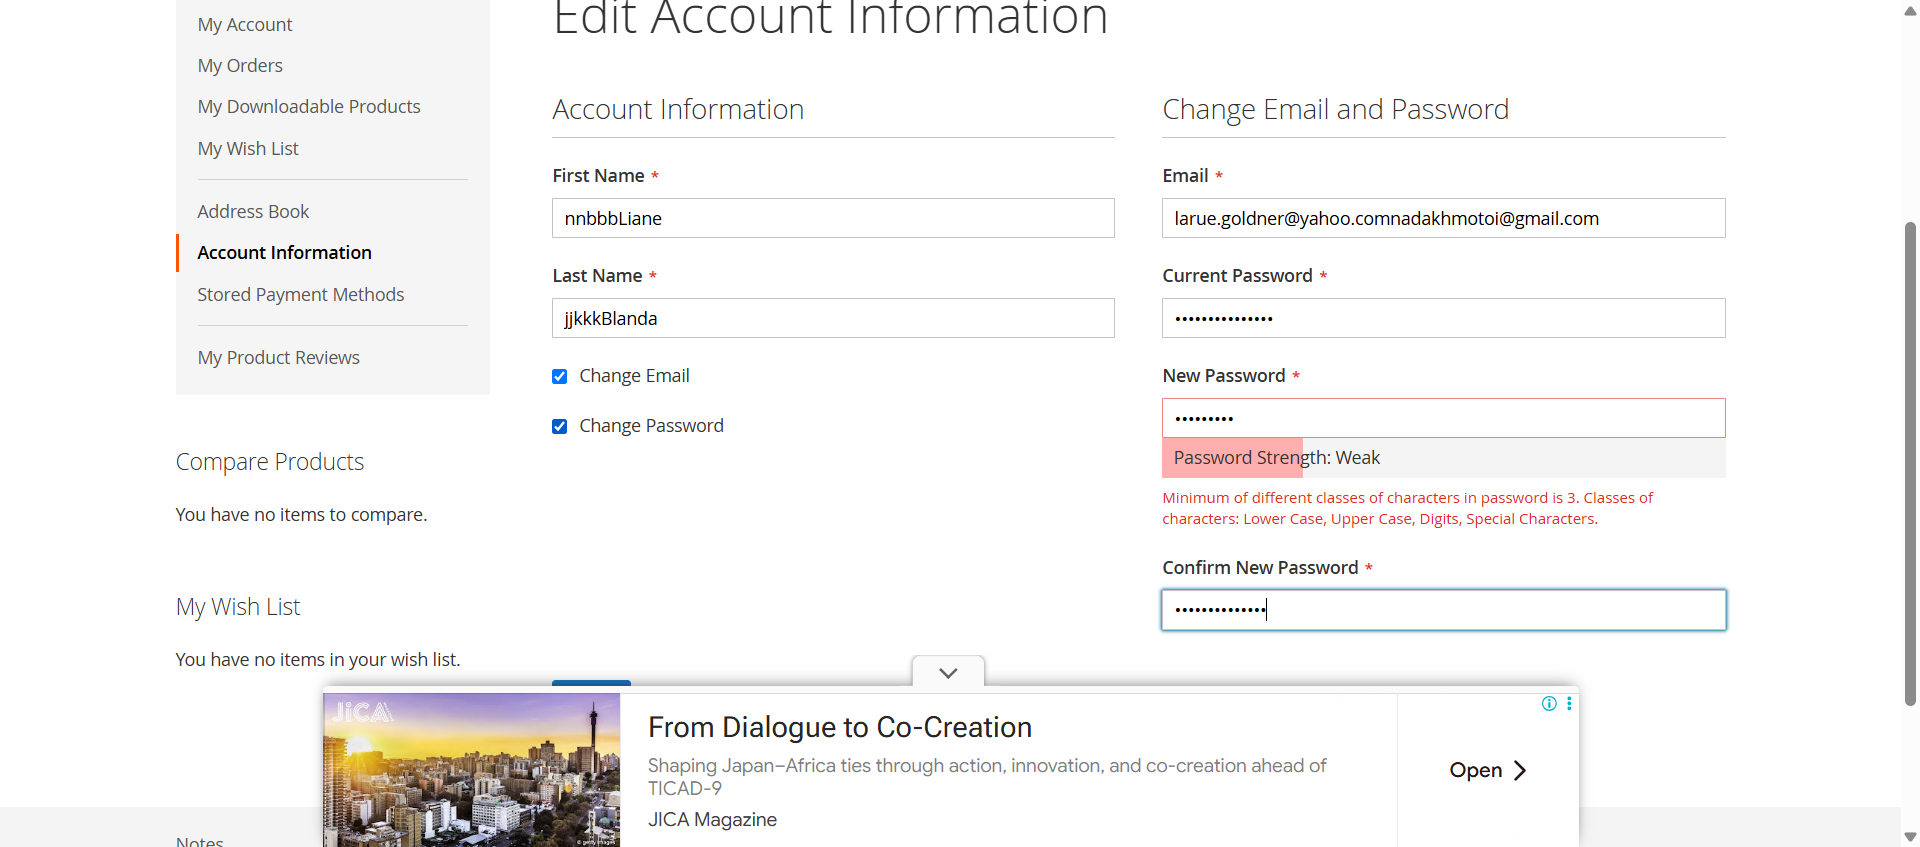 Edit Account Information
My Account
My Orders
My Downloadable Products
My Wish List
Address Book
Account Information
Stored Payment Methods
My Product Reviews
Compare Products
You have no items to compare.
My Wish List
You have no items in your wish list.
Account Information
First Name *
nnbbbLiane
Last Name *
jjkkkBlanda
Change Email
Change Password
Change Email and Password
Email *
larue.goldner@yahoo.comnadakhmotoi@gmail.com
Current Password *
•••••••••••••••
New Password *
•••••••••
Password Strength: Weak
Minimum of different classes of characters in password is 3. Classes of
characters: Lower Case, Upper Case, Digits, Special Characters.
Confirm New Password *
••••••••••••••
JICA
© getty images
From Dialogue to Co-Creation
Shaping Japan–Africa ties through action, innovation, and co-creation ahead of
TICAD-9
JICA Magazine
Open
Notes